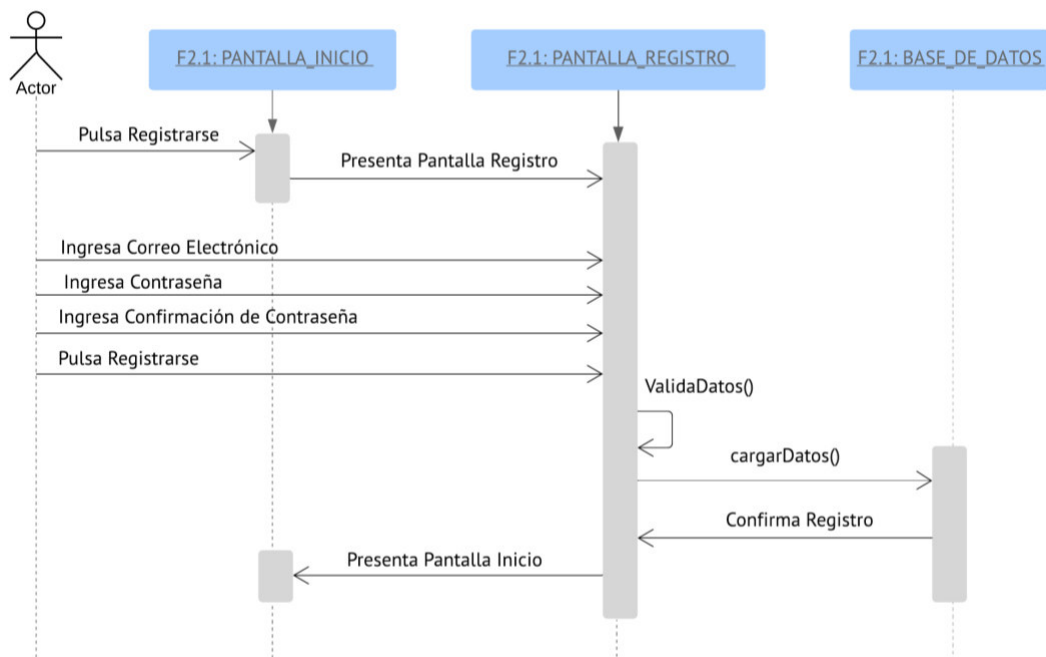 F2.1: PANTALLA_INICIO
F2.1: PANTALLA_REGISTRO
F2.1: BASE_DE_DATOS
Actor
Pulsa Registrarse
Presenta Pantalla Registro
Ingresa Correo Electrónico
Ingresa Contraseña
Ingresa Confirmación de Contraseña
Pulsa Registrarse
ValidaDatos()
cargarDatos()
Confirma Registro
Presenta Pantalla Inicio